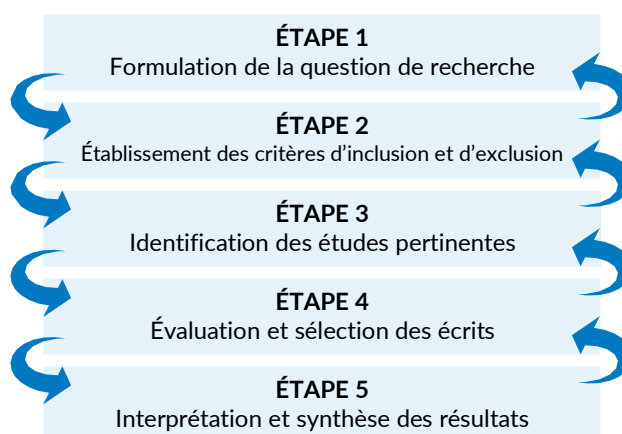 ÉTAPE 1
Formulation de la question de recherche
ÉTAPE 2
Établissement des critères d’inclusion et d’exclusion
ÉTAPE 3
Identification des études pertinentes
ÉTAPE 4
Évaluation et sélection des écrits
ÉTAPE 5
Interprétation et synthèse des résultats